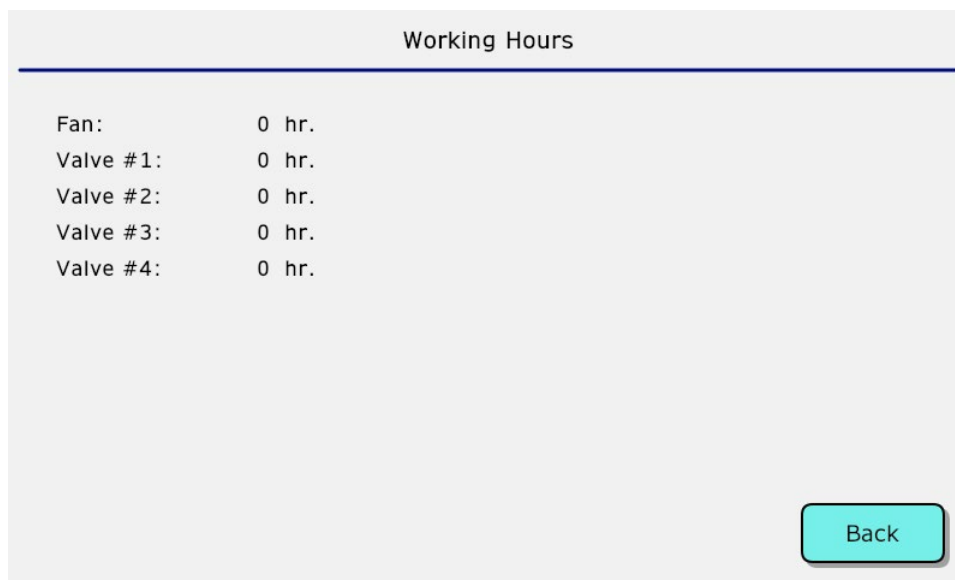 Working Hours
Fan: 0 hr.
Valve #1: 0 hr.
Valve #2: 0 hr.
Valve #3: 0 hr.
Valve #4: 0 hr.
Back